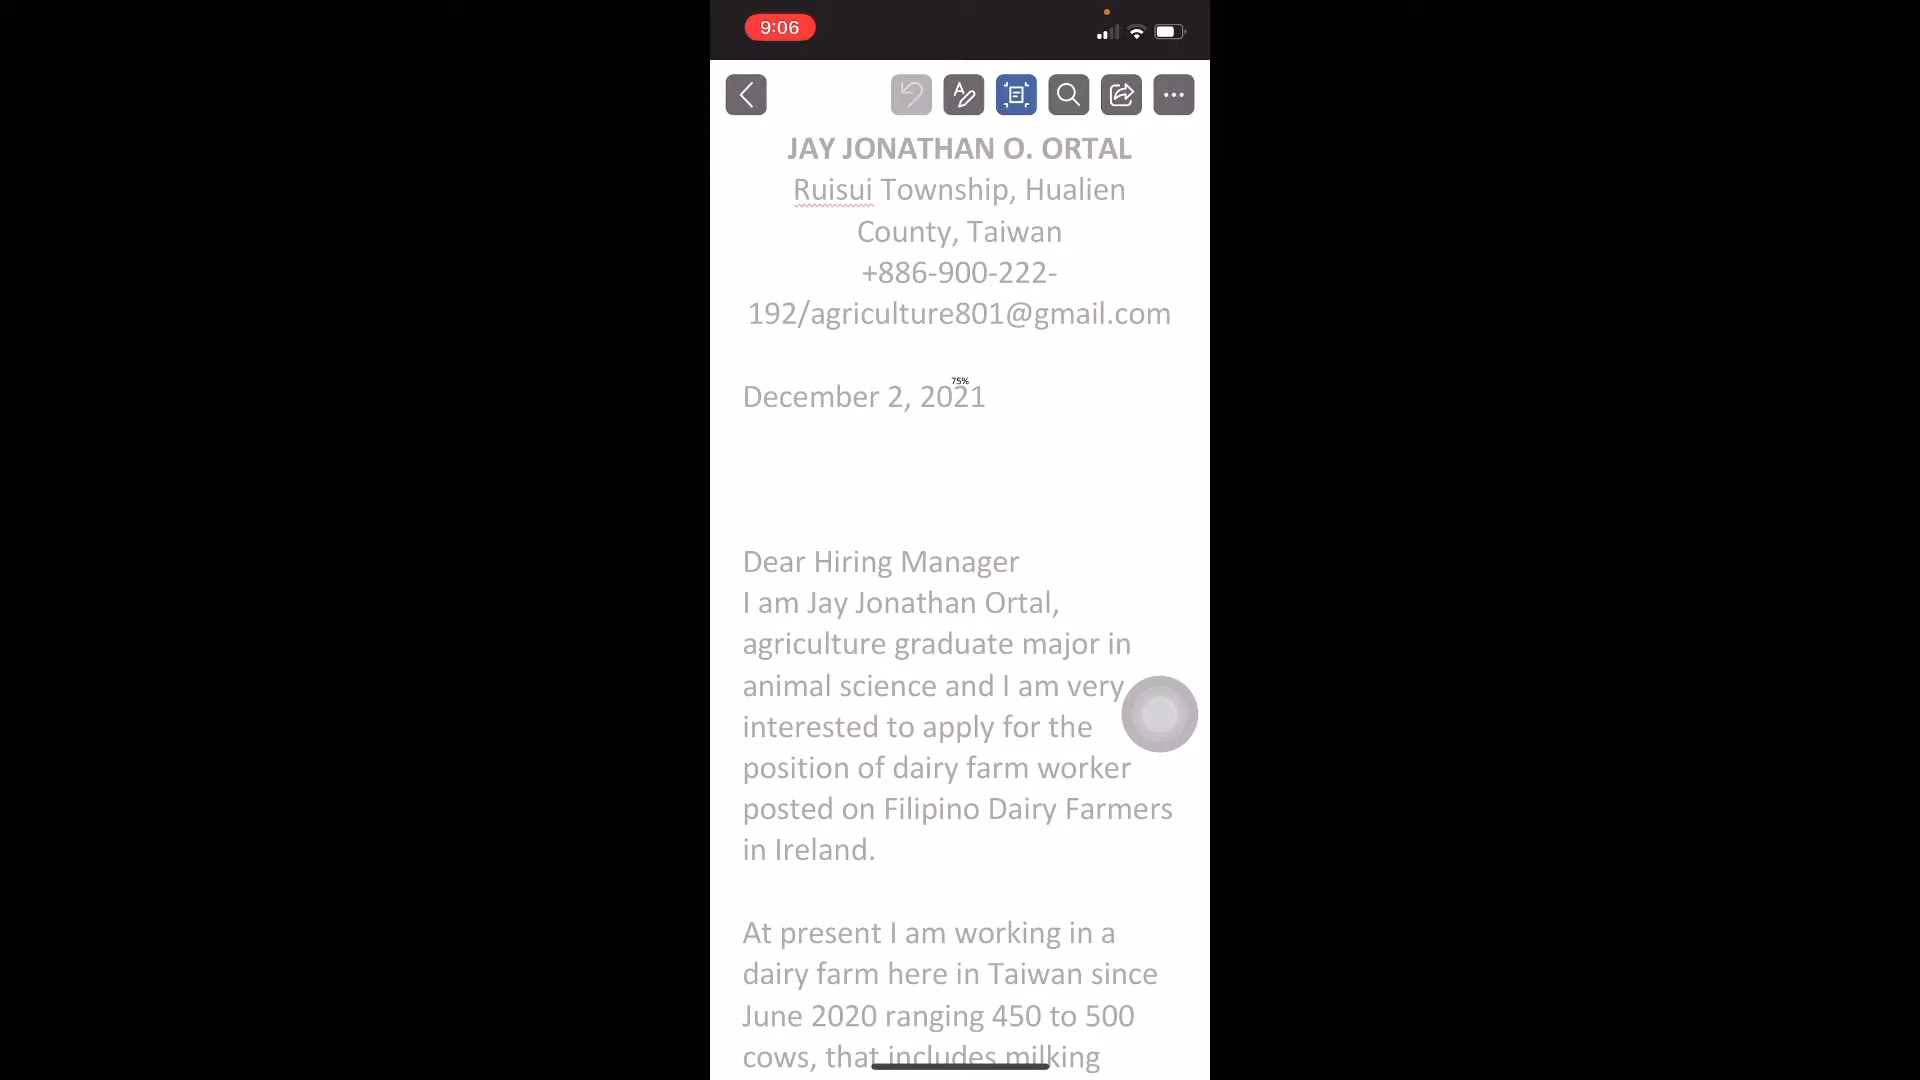 9:06
JAY JONATHAN O. ORTAL
Ruisui Township, Hualien
County, Taiwan
+886-900-222-
192/agriculture801@gmail.com
75%
December 2, 2021
Dear Hiring Manager
I am Jay Jonathan Ortal,
agriculture graduate major in
animal science and I am very
interested to apply for the
position of dairy farm worker
posted on Filipino Dairy Farmers
in Ireland.
At present I am working in a
dairy farm here in Taiwan since
June 2020 ranging 450 to 500
cows, that includes milking